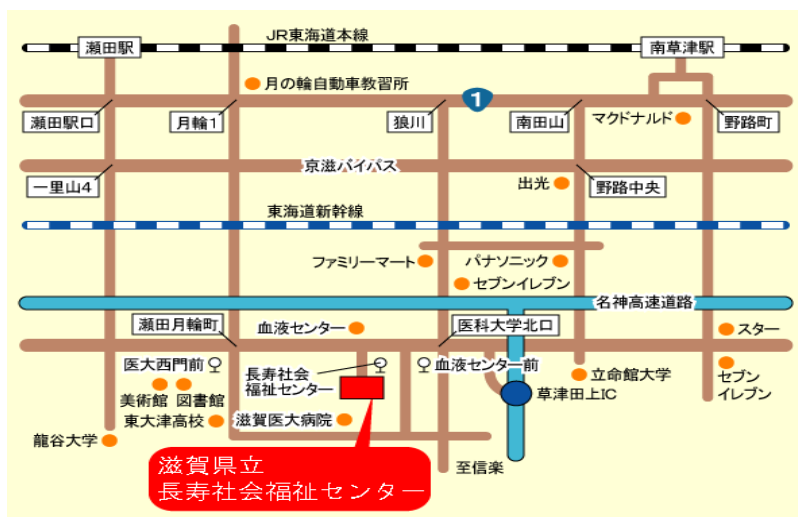 JR東海道本線
瀬田駅
南草津駅
月の輪自動車教習所
1
瀬田駅口
月輪1
狼川
南田山
マクドナルド
野路町
京滋バイパス
一里山4
出光
野路中央
東海道新幹線
ファミリーマート
パナソニック
セブンイレブン
名神高速道路
瀬田月輪町
血液センター
医科大学北口
スター
医大西門前
長寿社会
福祉センター
血液センター前
立命館大学
セブン
イレブン
美術館
図書館
草津田上IC
東大津高校
滋賀医大病院
龍谷大学
滋賀県立
長寿社会福祉センター
至信楽